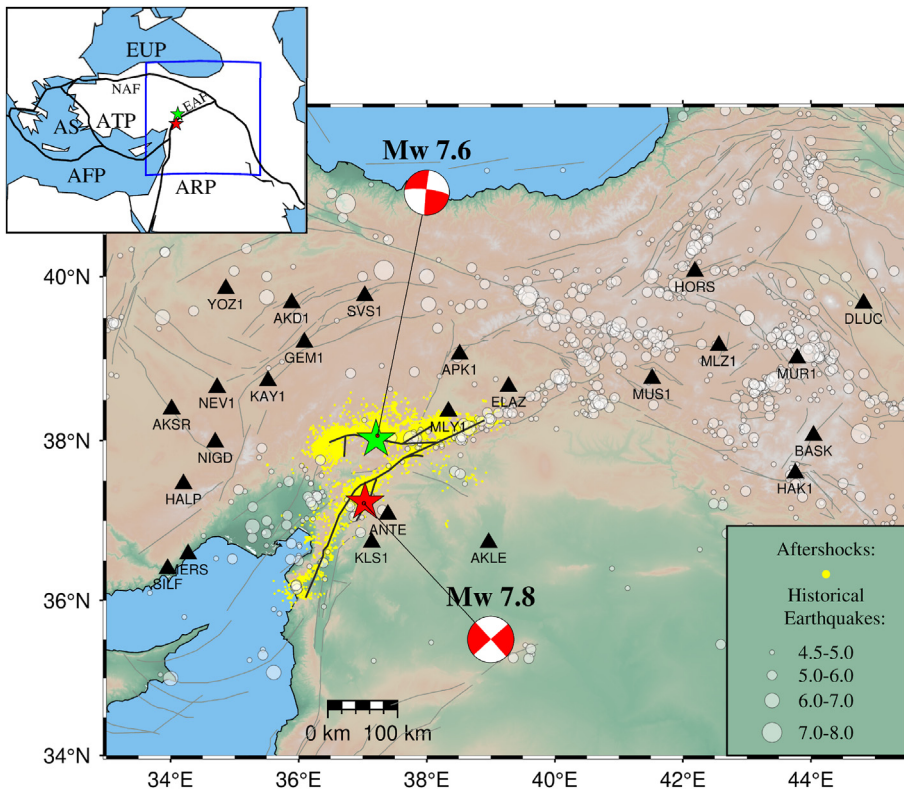 EUP
NAF
EAF
AS
ATP
AFP
ARP
Mw 7.6
40°N
38°N
36°N
34°N
YOZ1
AKD1
SVS1
HORS
DLUC
GEM1
MLZ1
MUR1
APK1
NEV1
KAY1
ELAZ
MUS1
AKSR
MLY1
NIGD
BASK
HALP
HAK1
ANTE
KLS1
AKLE
MERS
SILF
Mw 7.8
Aftershocks:
Historical
Earthquakes:
4.5-5.0
5.0-6.0
6.0-7.0
7.0-8.0
0 km 100 km
34°E 36°E 38°E 40°E 42°E 44°E